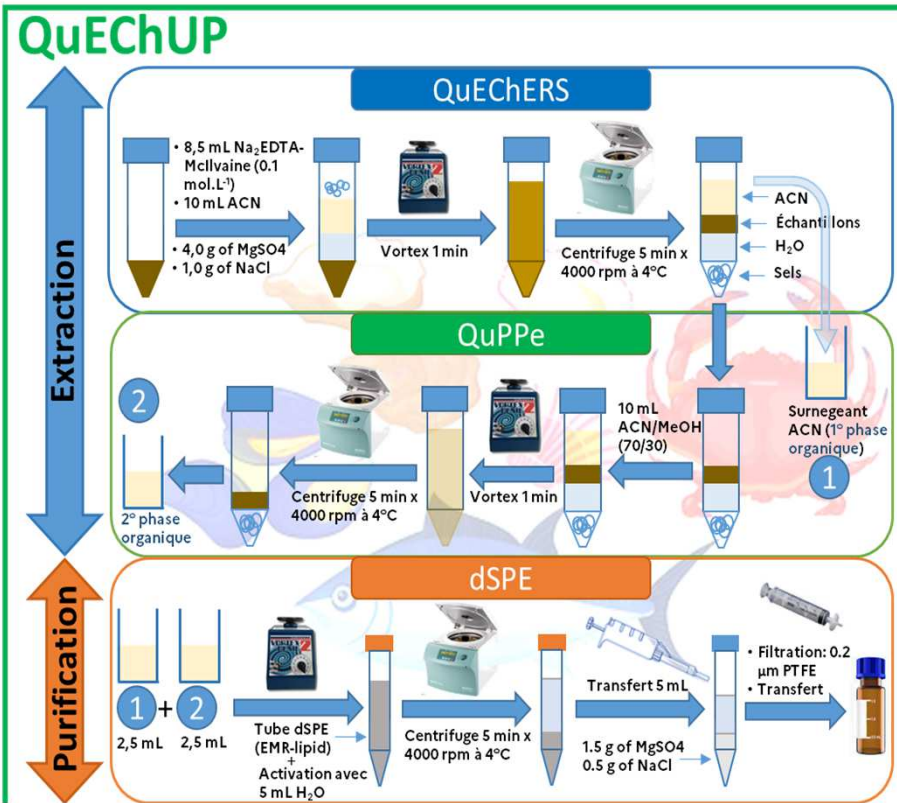 QuEChUP
Extraction
Purification
QuEChERS
• 8,5 mL Na₂EDTA-
McIlvaine (0.1
mol.L⁻¹)
• 10 mL ACN
• 4,0 g of MgSO4
• 1,0 g of NaCl
Vortex 1 min
Centrifuge 5 min x
4000 rpm à 4°C
ACN
Échantillons
H₂O
Sels
QuPPe
Surnegeant
ACN (1° phase
organique)
1
10 mL
ACN/MeOH
(70/30)
Vortex 1min
Centrifuge 5 min x
4000 rpm à 4°C
2
2° phase
organique
dSPE
1 + 2
2,5 mL 2,5 mL
Tube dSPE
(EMR-lipid)
+
Activation avec
5 mL H₂O
Centrifuge 5 min x
4000 rpm à 4°C
Transfert 5 mL
1.5 g of MgSO4
0.5 g of NaCl
• Filtration: 0.2
µm PTFE
• Transfert